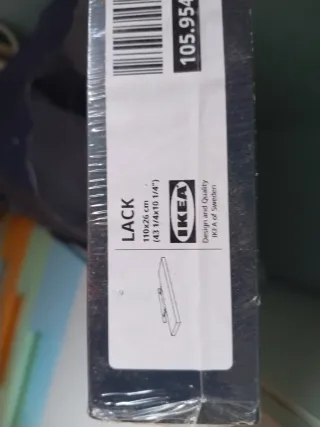 105.954
LACK
110x26 cm
(43 1/4x10 1/4")
IKEA
Design and Quality
IKEA of Sweden